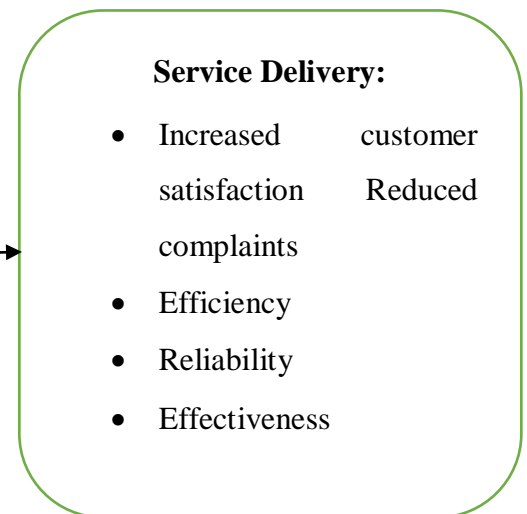 Service Delivery:
• Increased customer
satisfaction Reduced
complaints
• Efficiency
• Reliability
• Effectiveness